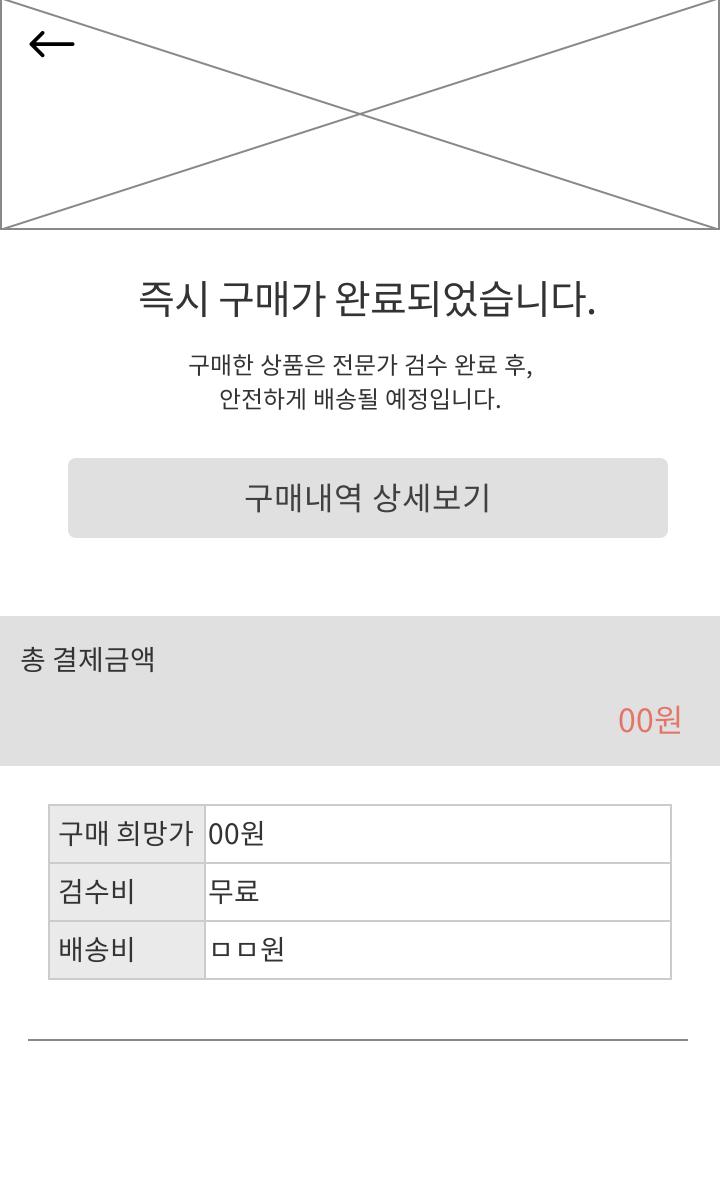 즉시 구매가 완료되었습니다.
구매한 상품은 전문가 검수 완료 후,
안전하게 배송될 예정입니다.
구매내역 상세보기
총 결제금액
00원
구매 희망가 00원
검수비 무료
배송비 ㅁㅁ원